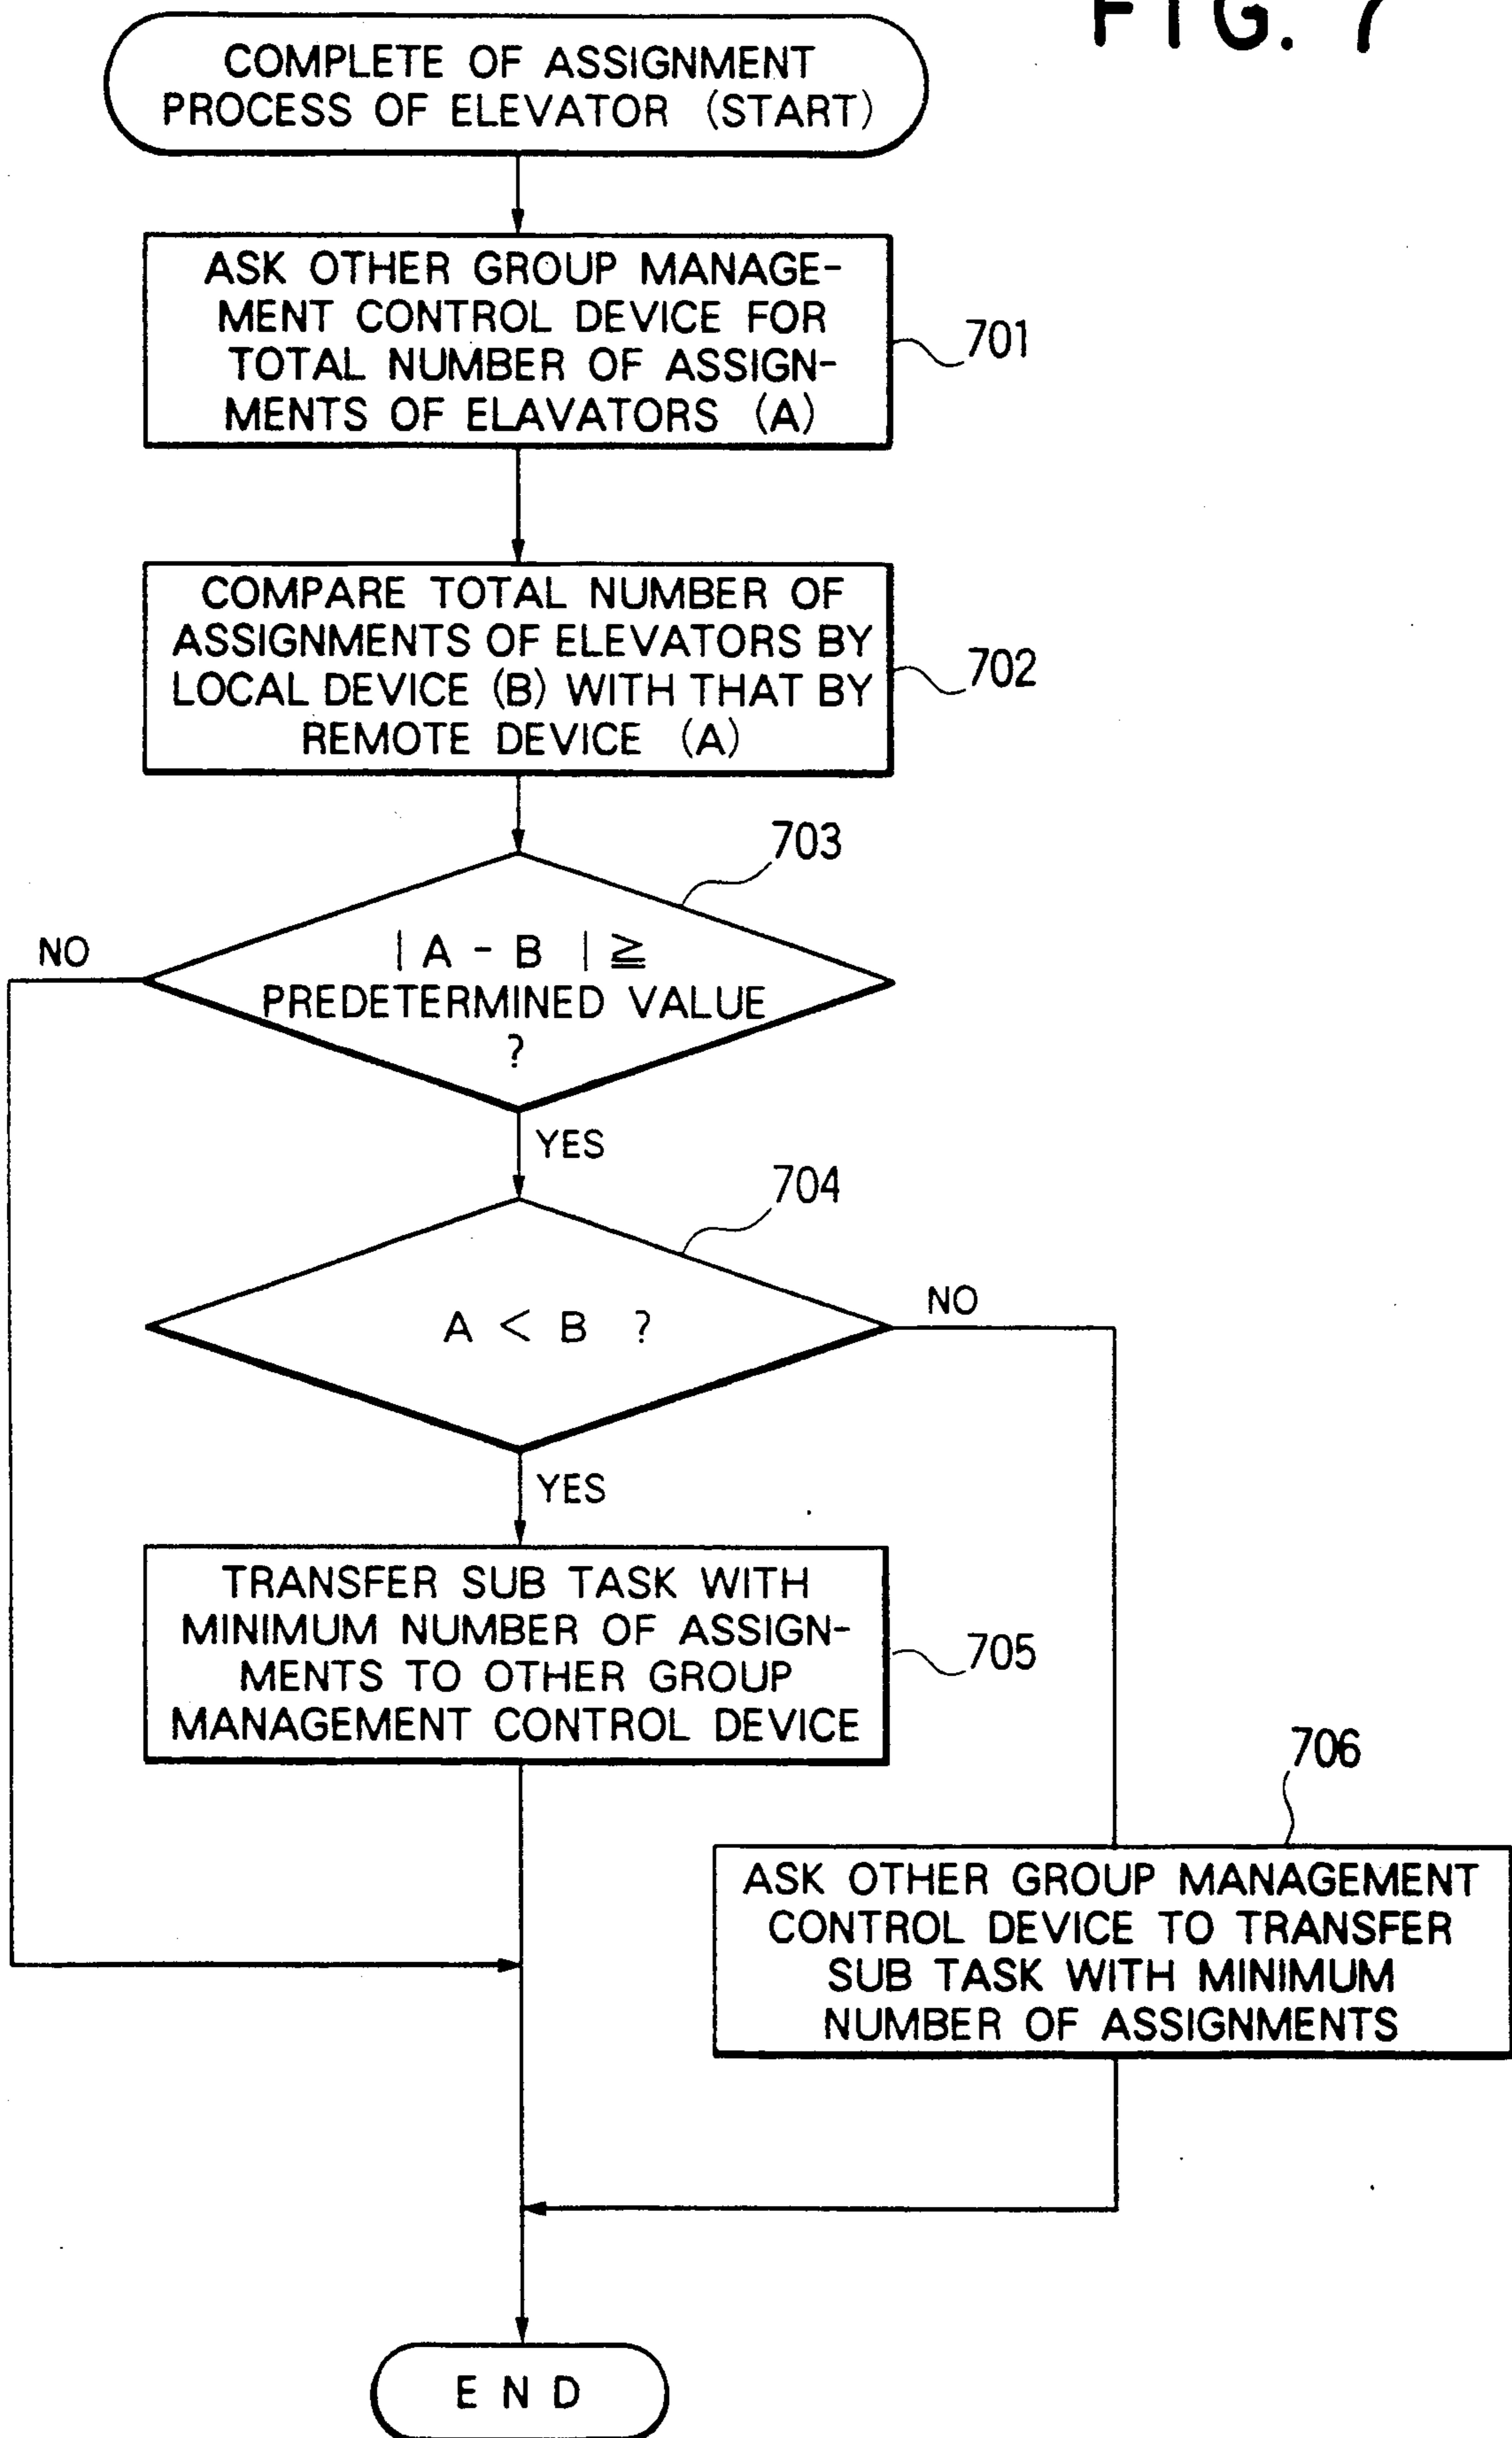 FIG. 7
COMPLETE OF ASSIGNMENT
PROCESS OF ELEVATOR (START)
ASK OTHER GROUP MANAGE-
MENT CONTROL DEVICE FOR
TOTAL NUMBER OF ASSIGN-
MENTS OF ELAVATORS (A)
701
COMPARE TOTAL NUMBER OF
ASSIGNMENTS OF ELEVATORS BY
LOCAL DEVICE (B) WITH THAT BY
REMOTE DEVICE (A)
702
703
NO
| A - B | ≧
PREDETERMINED VALUE
?
YES
704
A < B ?
NO
YES
TRANSFER SUB TASK WITH
MINIMUM NUMBER OF ASSIGN-
MENTS TO OTHER GROUP
MANAGEMENT CONTROL DEVICE
705
706
ASK OTHER GROUP MANAGEMENT
CONTROL DEVICE TO TRANSFER
SUB TASK WITH MINIMUM
NUMBER OF ASSIGNMENTS
END